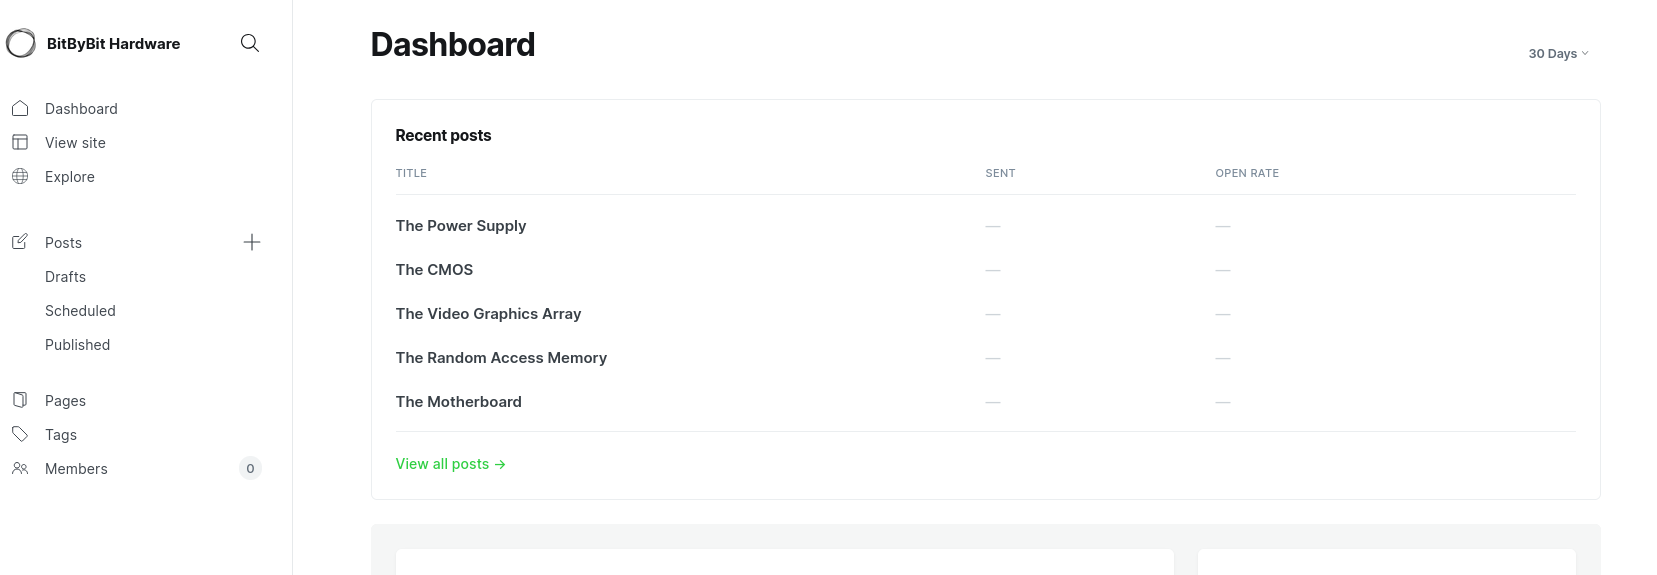 BitByBit Hardware
Dashboard
View site
Explore
Posts
Drafts
Scheduled
Published
Pages
Tags
Members 0
Dashboard
30 Days
Recent posts
TITLE SENT OPEN RATE
The Power Supply — —
The CMOS — —
The Video Graphics Array — —
The Random Access Memory — —
The Motherboard — —
View all posts →